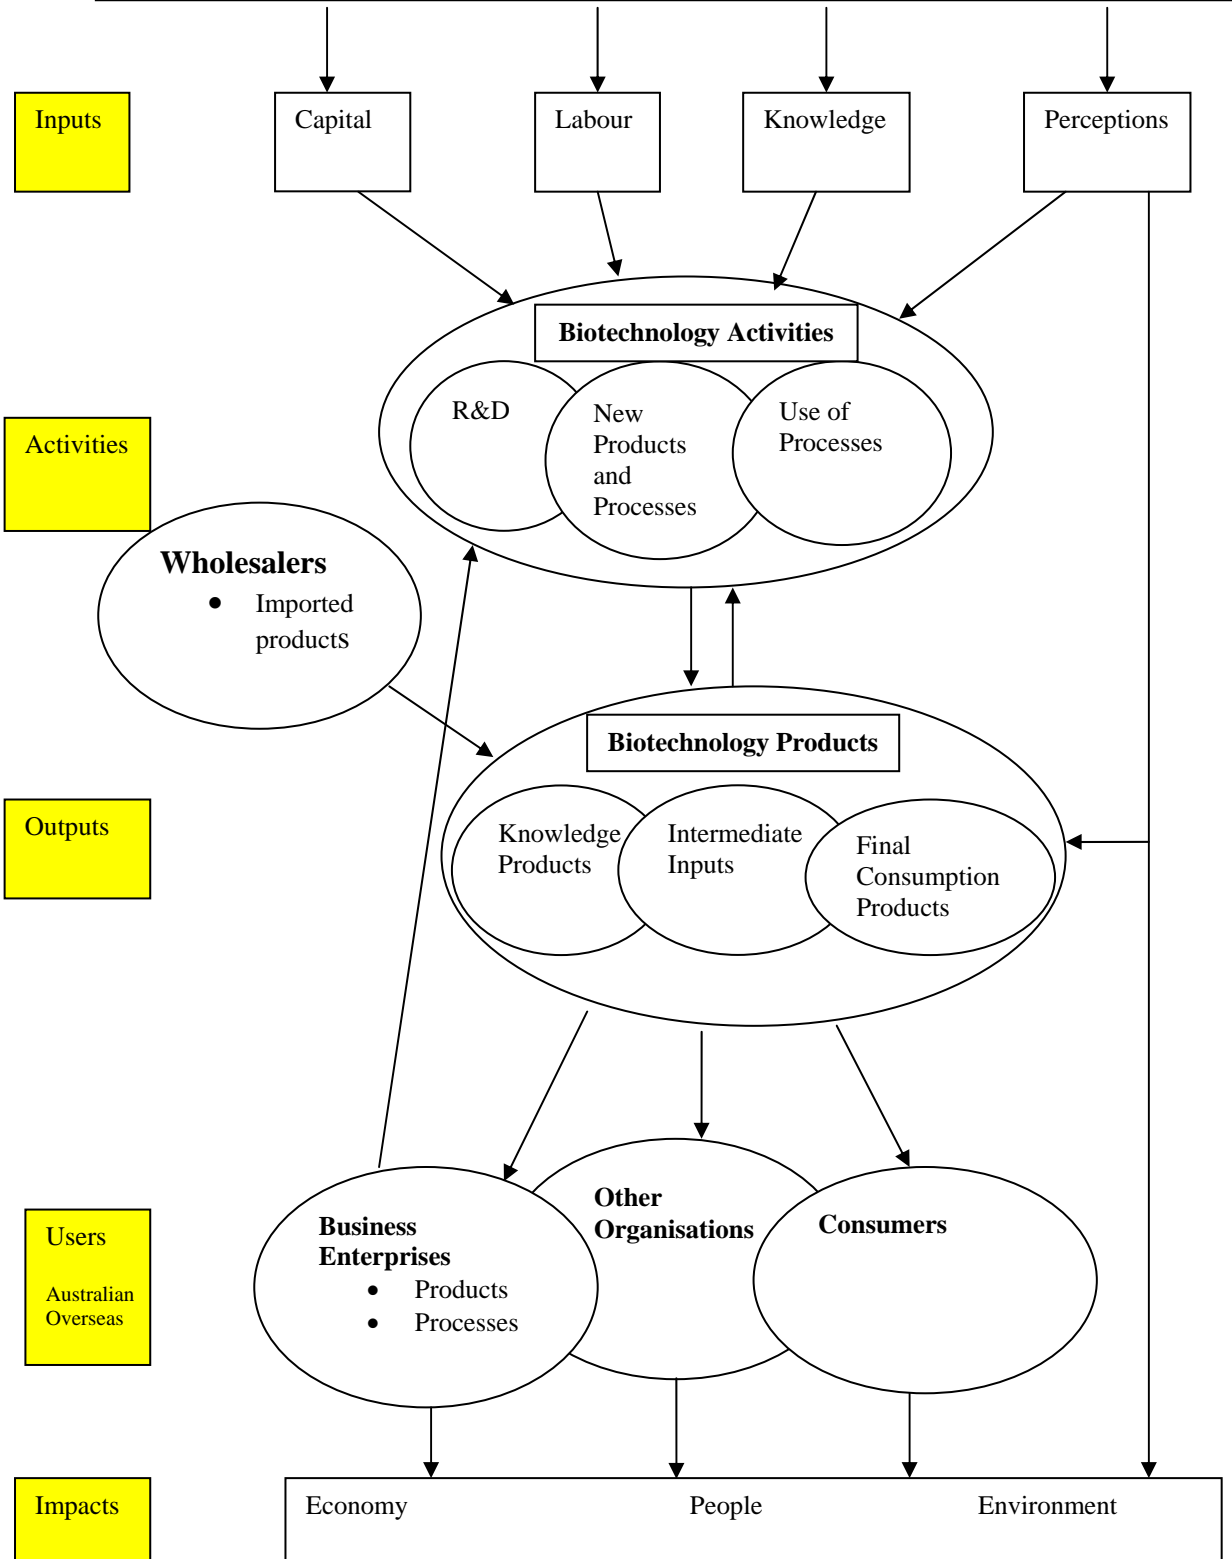 Inputs
Capital
Labour
Knowledge
Perceptions
Biotechnology Activities
R&D
New
Products
and
Processes
Use of
Processes
Activities
Wholesalers
• Imported
products
Biotechnology Products
Outputs
Knowledge
Products
Intermediate
Inputs
Final
Consumption
Products
Users
Australian
Overseas
Business
Enterprises
• Products
• Processes
Other
Organisations
Consumers
Impacts
Economy
People
Environment